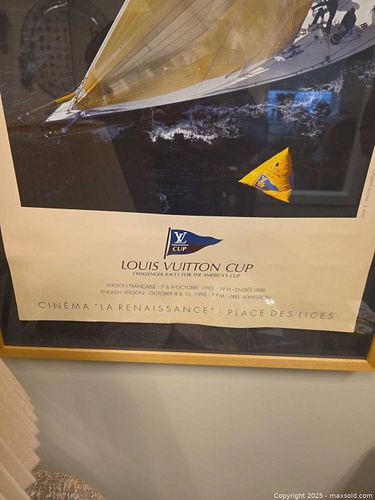 LV
CUP
LOUIS VUITTON CUP
CHALLENGER RACES FOR THE AMERICA'S CUP
VERSION FRANÇAISE - 7 & 9 OCTOBRE 1992 - 19 H - ENTRÉE LIBRE
ENGLISH VERSION - OCTOBER 8 & 10, 1992 - 7 P.M. - FREE ADMISSION
CINÉMA "LA RENAISSANCE" - PLACE DES LICES
Copyright 2025 - maxsold.com